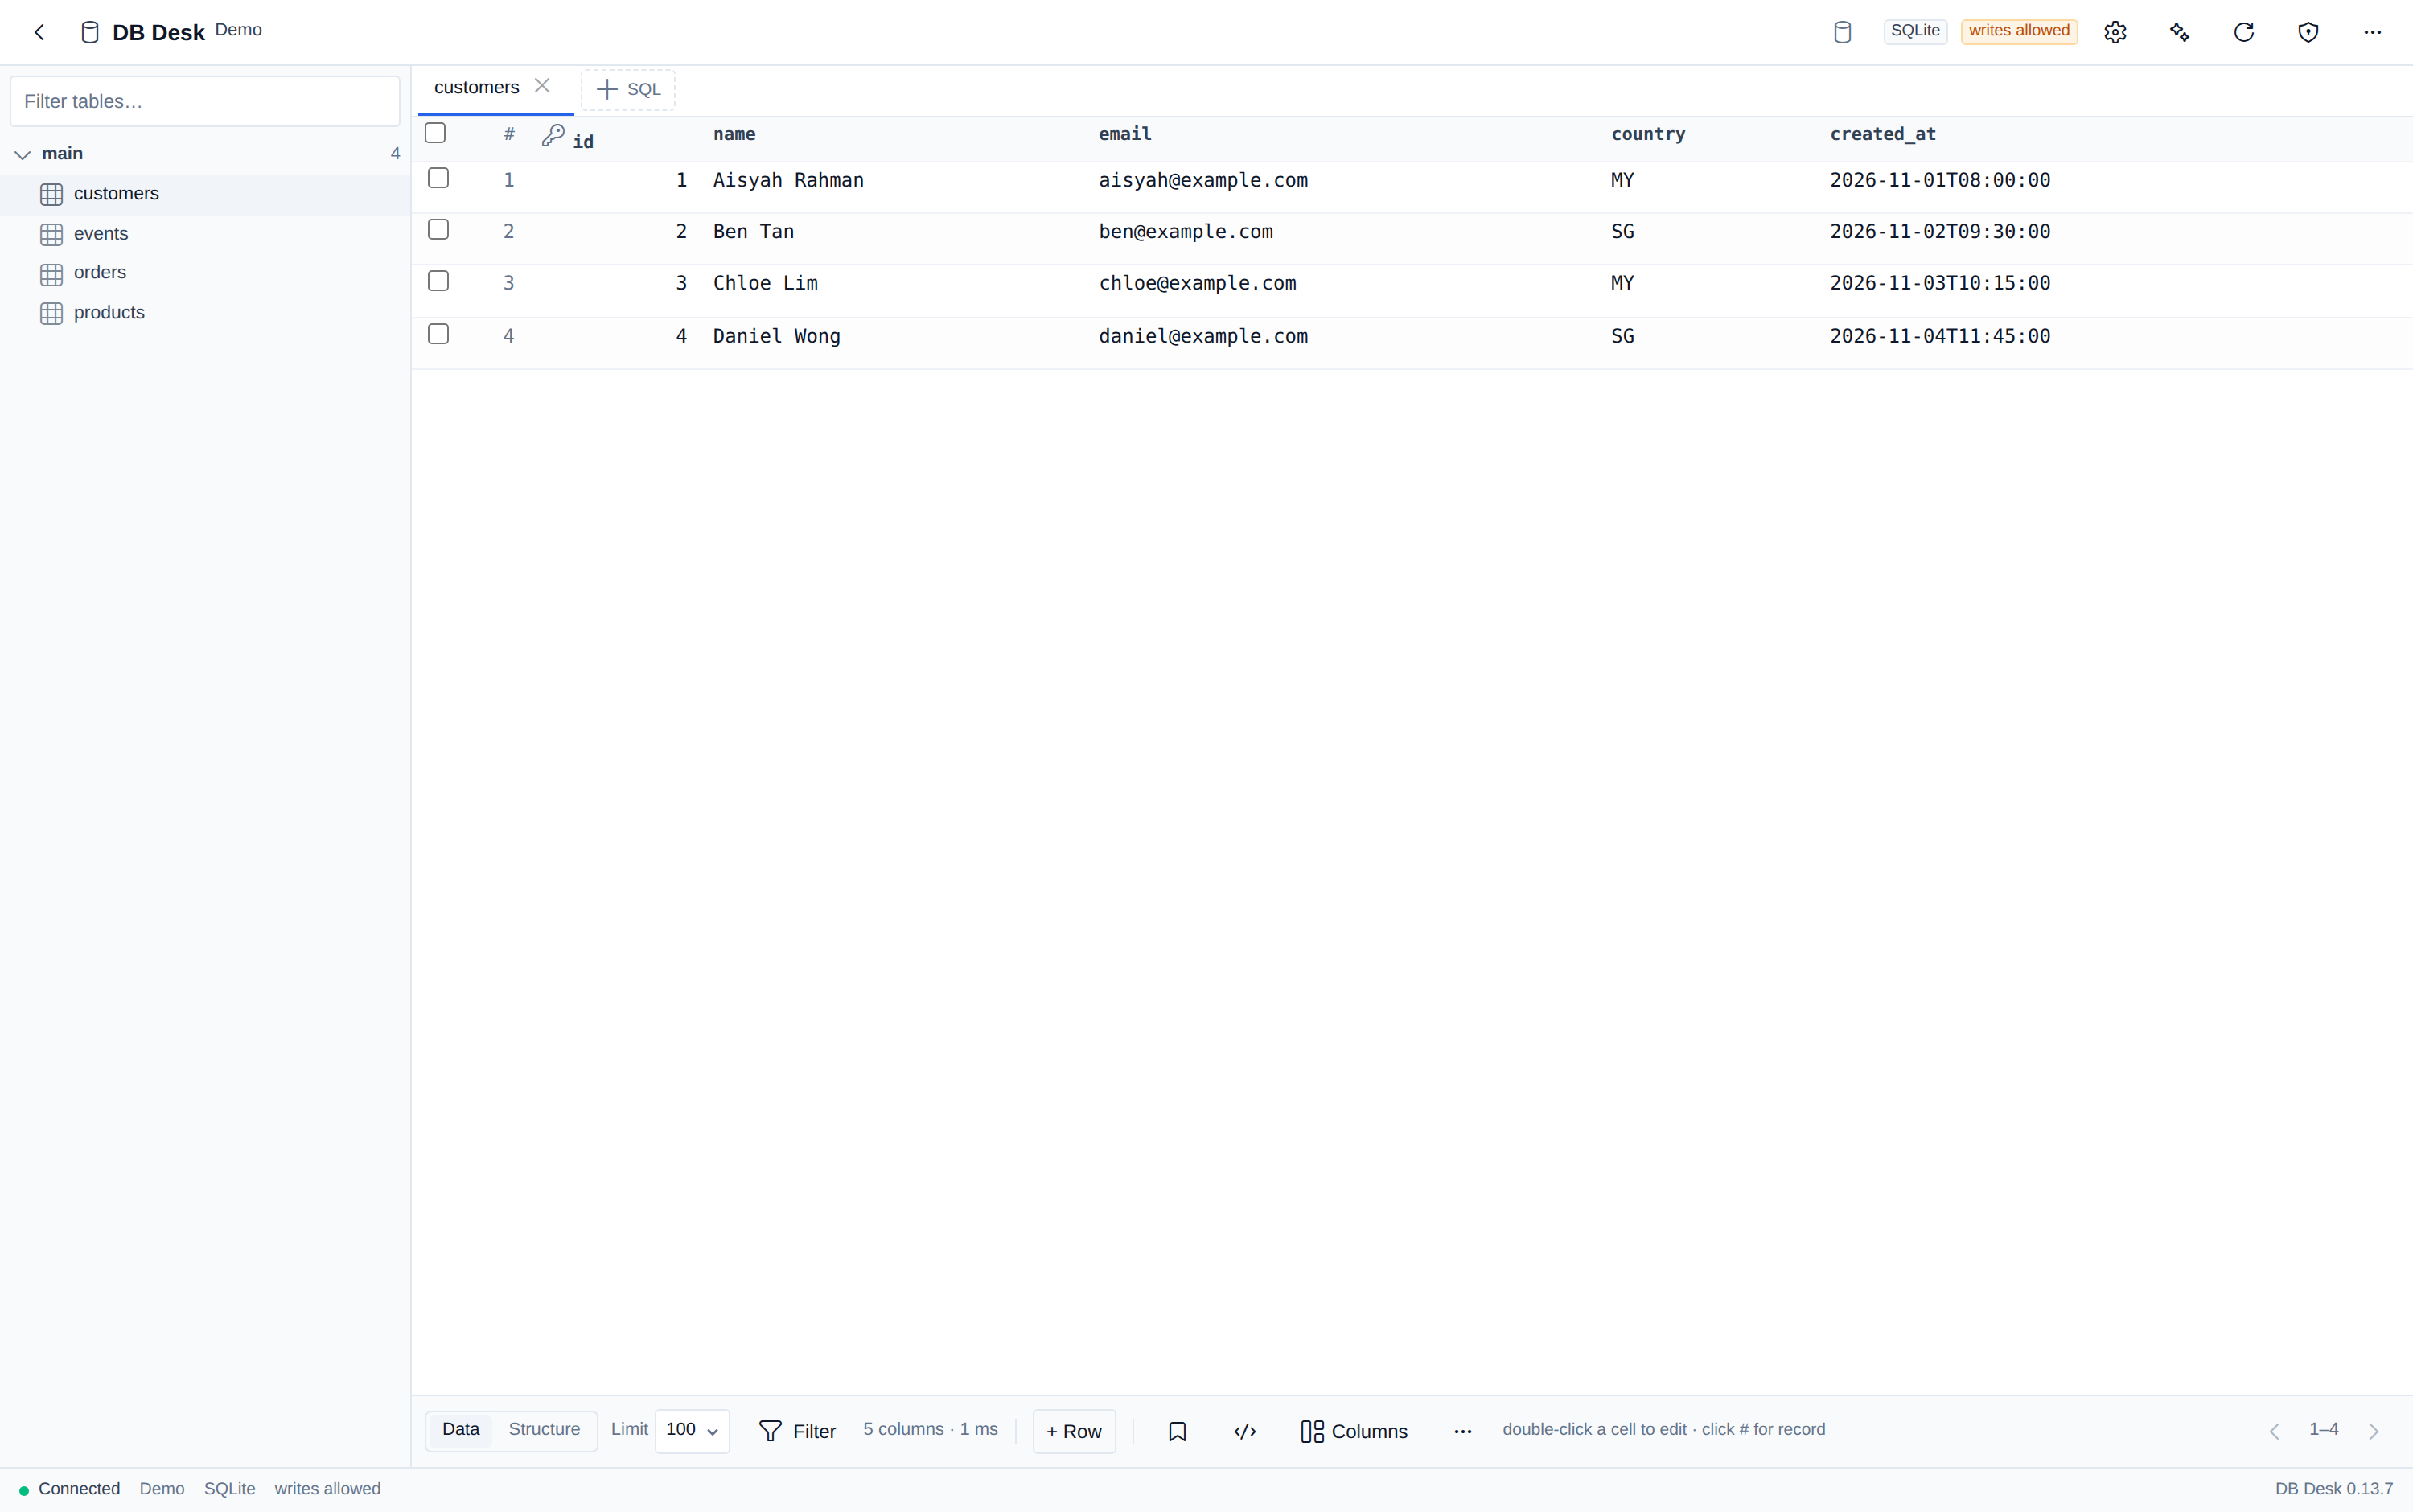 DB Desk Demo SQLite writes allowed
Filter tables…
main 4
customers
events
orders
products
customers SQL
# id name email country created_at
1 1 Aisyah Rahman aisyah@example.com MY 2026-11-01T08:00:00
2 2 Ben Tan ben@example.com SG 2026-11-02T09:30:00
3 3 Chloe Lim chloe@example.com MY 2026-11-03T10:15:00
4 4 Daniel Wong daniel@example.com SG 2026-11-04T11:45:00
Data Structure Limit 100 Filter 5 columns · 1 ms + Row Columns double-click a cell to edit · click # for record 1–4
Connected Demo SQLite writes allowed DB Desk 0.13.7